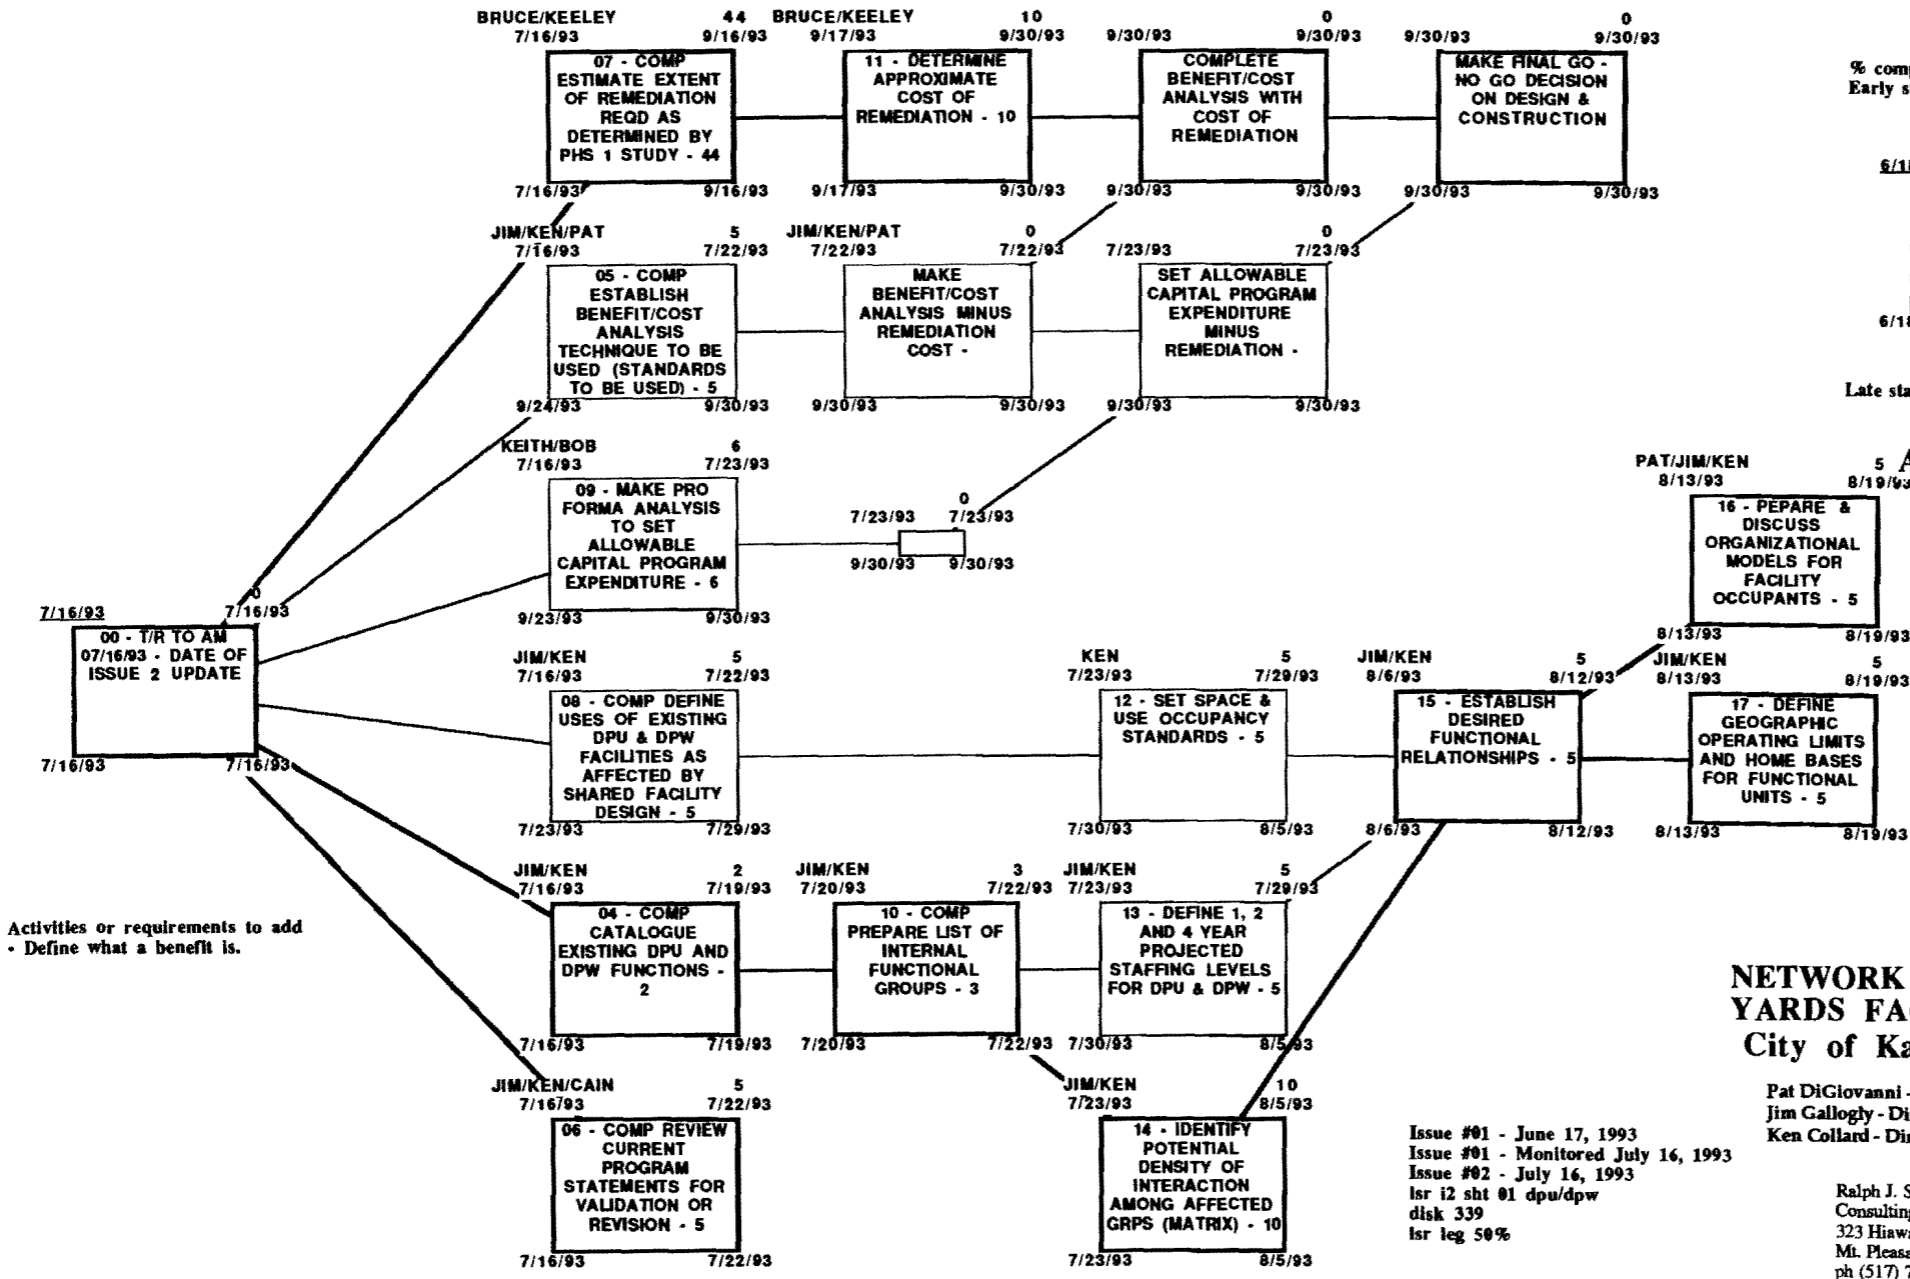 BRUCE/KEELEY 44 BRUCE/KEELEY 10 0 0
7/16/93 9/16/93 9/17/93 9/30/93 9/30/93 9/30/93 9/30/93 9/30/93
07 - COMP
ESTIMATE EXTENT
OF REMEDIATION
REQD AS
DETERMINED BY
PHS 1 STUDY - 44
11 - DETERMINE
APPROXIMATE
COST OF
REMEDIATION - 10
COMPLETE
BENEFIT/COST
ANALYSIS WITH
COST OF
REMEDIATION
MAKE FINAL GO -
NO GO DECISION
ON DESIGN &
CONSTRUCTION
7/16/93 9/16/93 9/17/93 9/30/93 9/30/93 9/30/93 9/30/93 9/30/93
%
Early
JIM/KEN/PAT 5 JIM/KEN/PAT 0 0
7/16/93 7/22/93 7/22/93 7/22/93 7/23/93 7/23/93
05 - COMP
ESTABLISH
BENEFIT/COST
ANALYSIS
TECHNIQUE TO BE
USED (STANDARDS
TO BE USED) - 5
MAKE
BENEFIT/COST
ANALYSIS MINUS
REMEDIATION
COST -
SET ALLOWABLE
CAPITAL PROGRAM
EXPENDITURE
MINUS
REMEDIATION -
9/24/93 9/30/93 9/30/93 9/30/93 9/30/93 9/30/93
Late
KEITH/BOB 6
7/16/93 7/23/93
09 - MAKE PRO
FORMA ANALYSIS
TO SET
ALLOWABLE
CAPITAL PROGRAM
EXPENDITURE - 6
9/23/93 9/30/93
0
7/23/93 7/23/93
9/30/93 9/30/93
PAT/JIM/KEN 5
8/13/93 8/19/93
16 - PEPARE &
DISCUSS
ORGANIZATIONAL
MODELS FOR
FACILITY
OCCUPANTS - 5
8/13/93 8/19/93
0
7/16/93 7/16/93
00 - T/R TO AM
07/16/93 - DATE OF
ISSUE 2 UPDATE
7/16/93 7/16/93
JIM/KEN 5
7/16/93 7/22/93
08 - COMP DEFINE
USES OF EXISTING
DPU & DPW
FACILITIES AS
AFFECTED BY
SHARED FACILITY
DESIGN - 5
7/23/93 7/29/93
KEN 5
7/23/93 7/29/93
12 - SET SPACE &
USE OCCUPANCY
STANDARDS - 5
7/30/93 8/5/93
JIM/KEN 5
8/6/93 8/12/93
15 - ESTABLISH
DESIRED
FUNCTIONAL
RELATIONSHIPS - 5
8/6/93 8/12/93
JIM/KEN 5
8/13/93 8/19/93
17 - DEFINE
GEOGRAPHIC
OPERATING LIMITS
AND HOME BASES
FOR FUNCTIONAL
UNITS - 5
8/13/93 8/19/93
Activities or requirements to add
- Define what a benefit is.
JIM/KEN 2
7/16/93 7/19/93
04 - COMP
CATALOGUE
EXISTING DPU AND
DPW FUNCTIONS -
2
7/16/93 7/19/93
JIM/KEN 3
7/20/93 7/22/93
10 - COMP
PREPARE LIST OF
INTERNAL
FUNCTIONAL
GROUPS - 3
7/20/93 7/22/93
JIM/KEN 5
7/23/93 7/29/93
13 - DEFINE 1, 2
AND 4 YEAR
PROJECTED
STAFFING LEVELS
FOR DPU & DPW - 5
7/30/93 8/5/93
JIM/KEN/CAIN 5
7/16/93 7/22/93
06 - COMP REVIEW
CURRENT
PROGRAM
STATEMENTS FOR
VALIDATION OR
REVISION - 5
7/16/93 7/22/93
JIM/KEN 10
7/23/93 8/5/93
14 - IDENTIFY
POTENTIAL
DENSITY OF
INTERACTION
AMONG AFFECTED
GRPS (MATRIX) - 10
7/23/93 8/5/93
Issue #01 - June 17, 1993
Issue #01 - Monitored July 16, 1993
Issue #02 - July 16, 1993
lsr i2 sht 01 dpu/dpw
disk 339
lsr leg 50%
NETWORK
YARDS
City of
Pat DiGiovanni -
Jim Gallogly -
Ken Collard -
Ralph J.
Consulting
323
Mt.
ph (517)